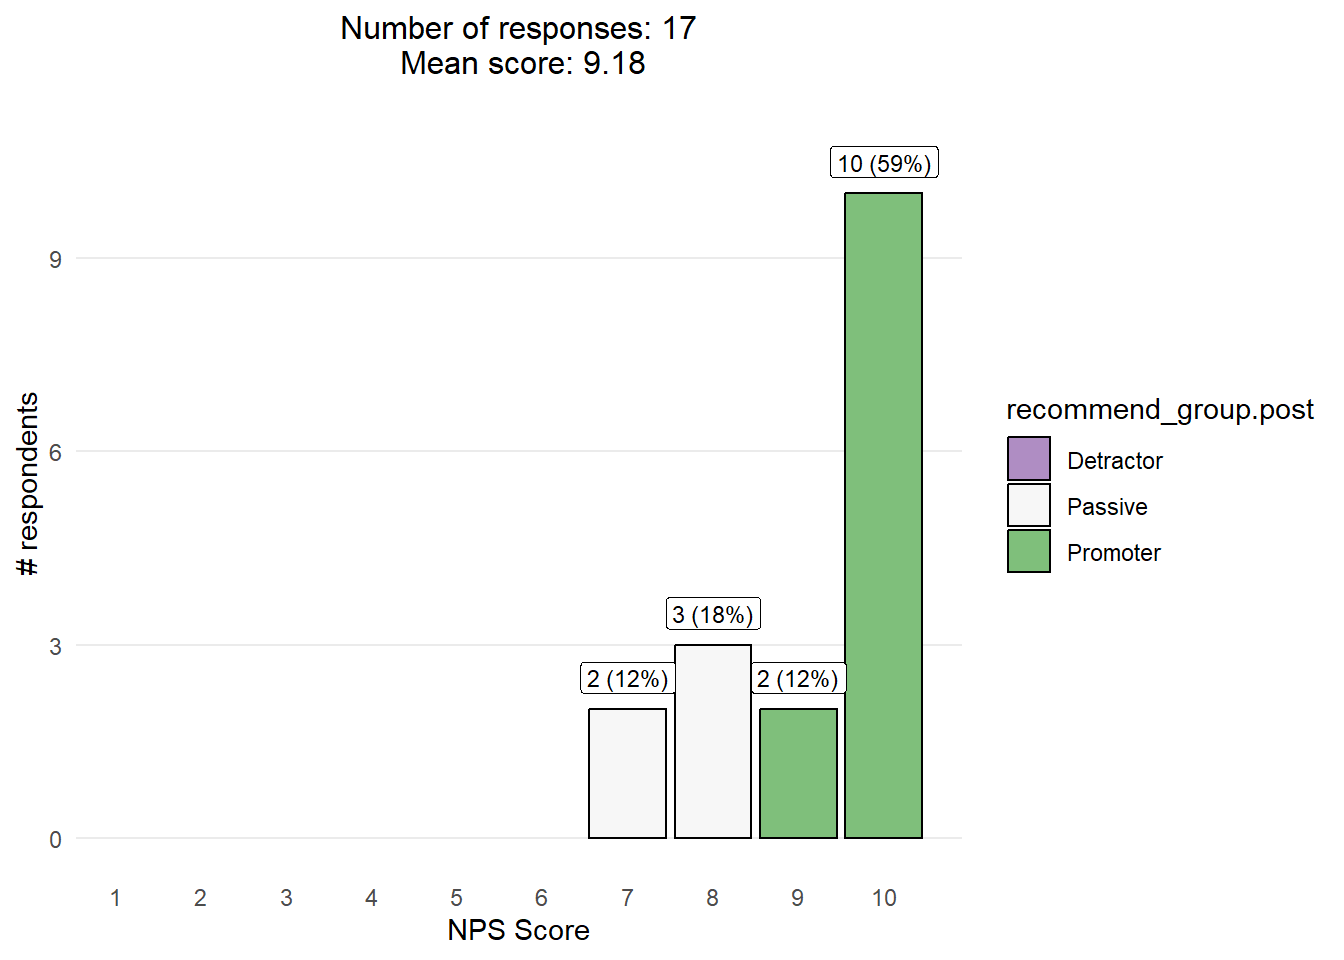 Number of responses: 17
Mean score: 9.18
10 (59%)
9
6
3
0
# respondents
3 (18%)
2 (12%)
2 (12%)
1 2 3 4 5 6 7 8 9 10
NPS Score
recommend_group.post
Detractor
Passive
Promoter